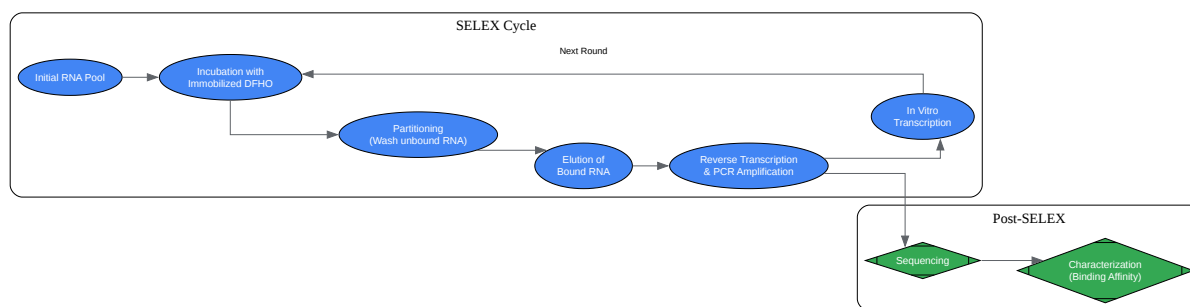 SELEX Cycle
Next Round
Initial RNA Pool
Incubation with
Immobilized DFHO
In Vitro
Transcription
Partitioning
(Wash unbound RNA)
Elution of
Bound RNA
Reverse Transcription
& PCR Amplification
Post-SELEX
Sequencing
Characterization
(Binding Affinity)